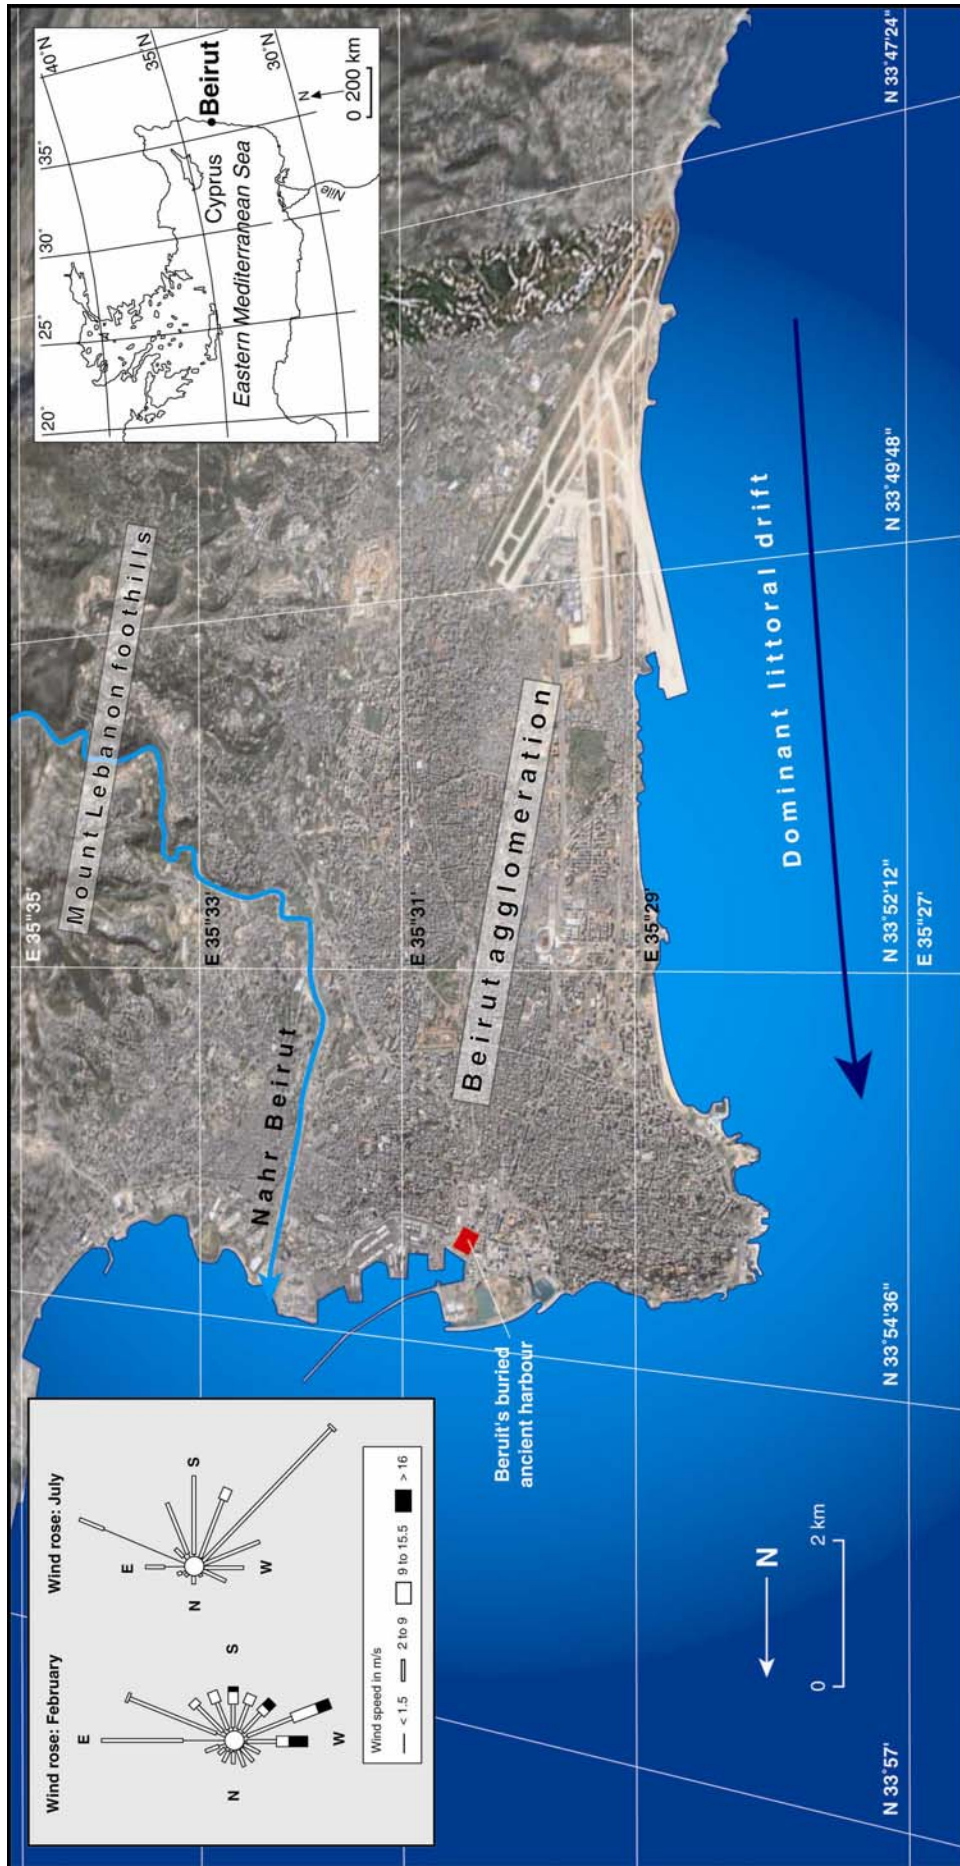 Wind rose: February
E
N
S
W
Wind rose: July
E
N
S
W
Wind speed in m/s
< 1.5
2 to 9
9 to 15.5
> 16
40°N
35°N
30°N
20°
25°
30°
35°
Cyprus
Beirut
Eastern Mediterranean Sea
Nile
N
0 200 km
Mount Lebanon foothills
Nahr Beirut
Beirut agglomeration
Beruit's buried
ancient harbour
Dominant littoral drift
E 35"35'
E 35"33'
E 35"31'
E 35"29'
E 35"27'
N 33°57'
N 33°54'36"
N 33°52'12"
N 33°49'48"
N 33°47'24"
N
0 2 km